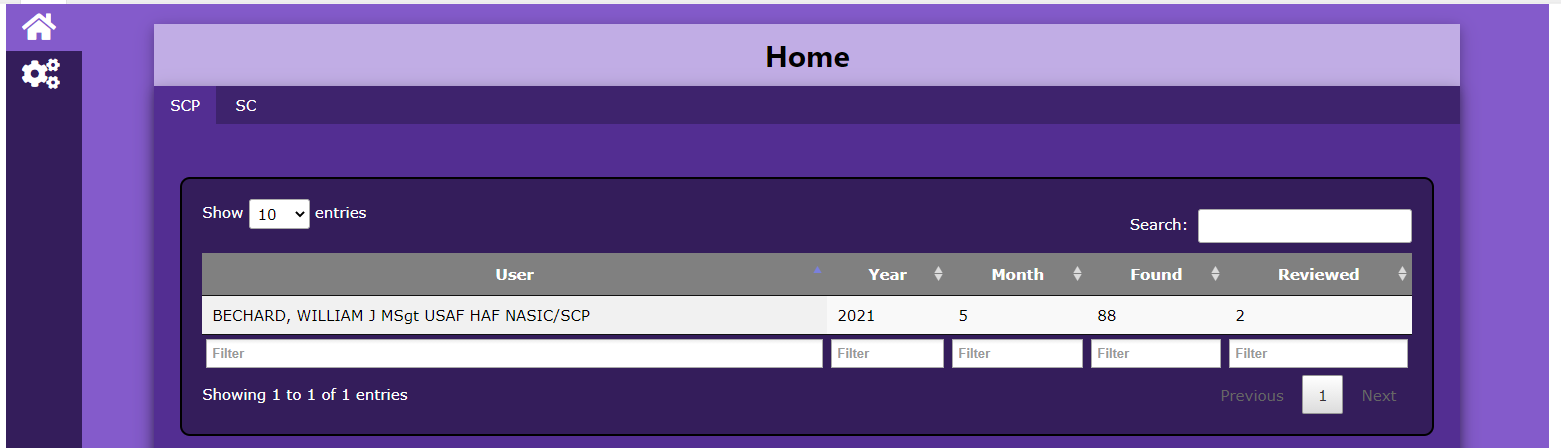 Home
SCP SC
Show 10 entries
Search:
User Year Month Found Reviewed
BECHARD, WILLIAM J MSgt USAF HAF NASIC/SCP 2021 5 88 2
Filter Filter Filter Filter Filter
Showing 1 to 1 of 1 entries
Previous 1 Next